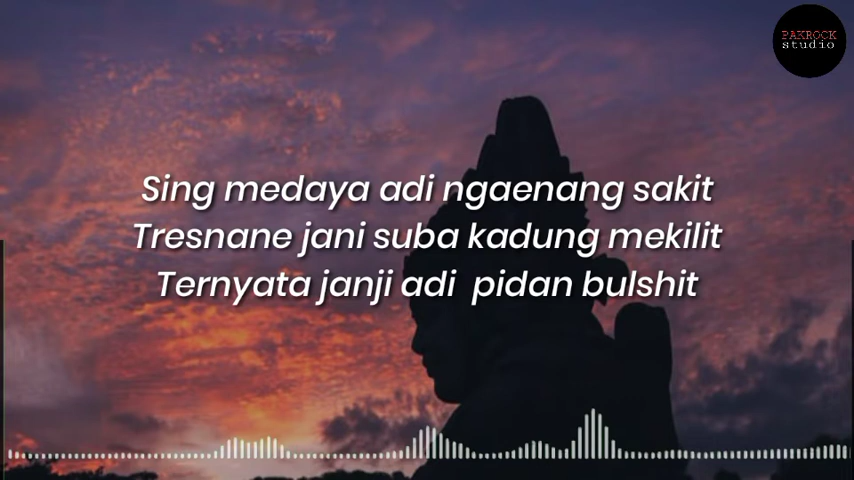 PAKROCK
studio
Sing medaya adi ngaenang sakit
Tresnane jani suba kadung mekilit
Ternyata janji adi  pidan bulshit